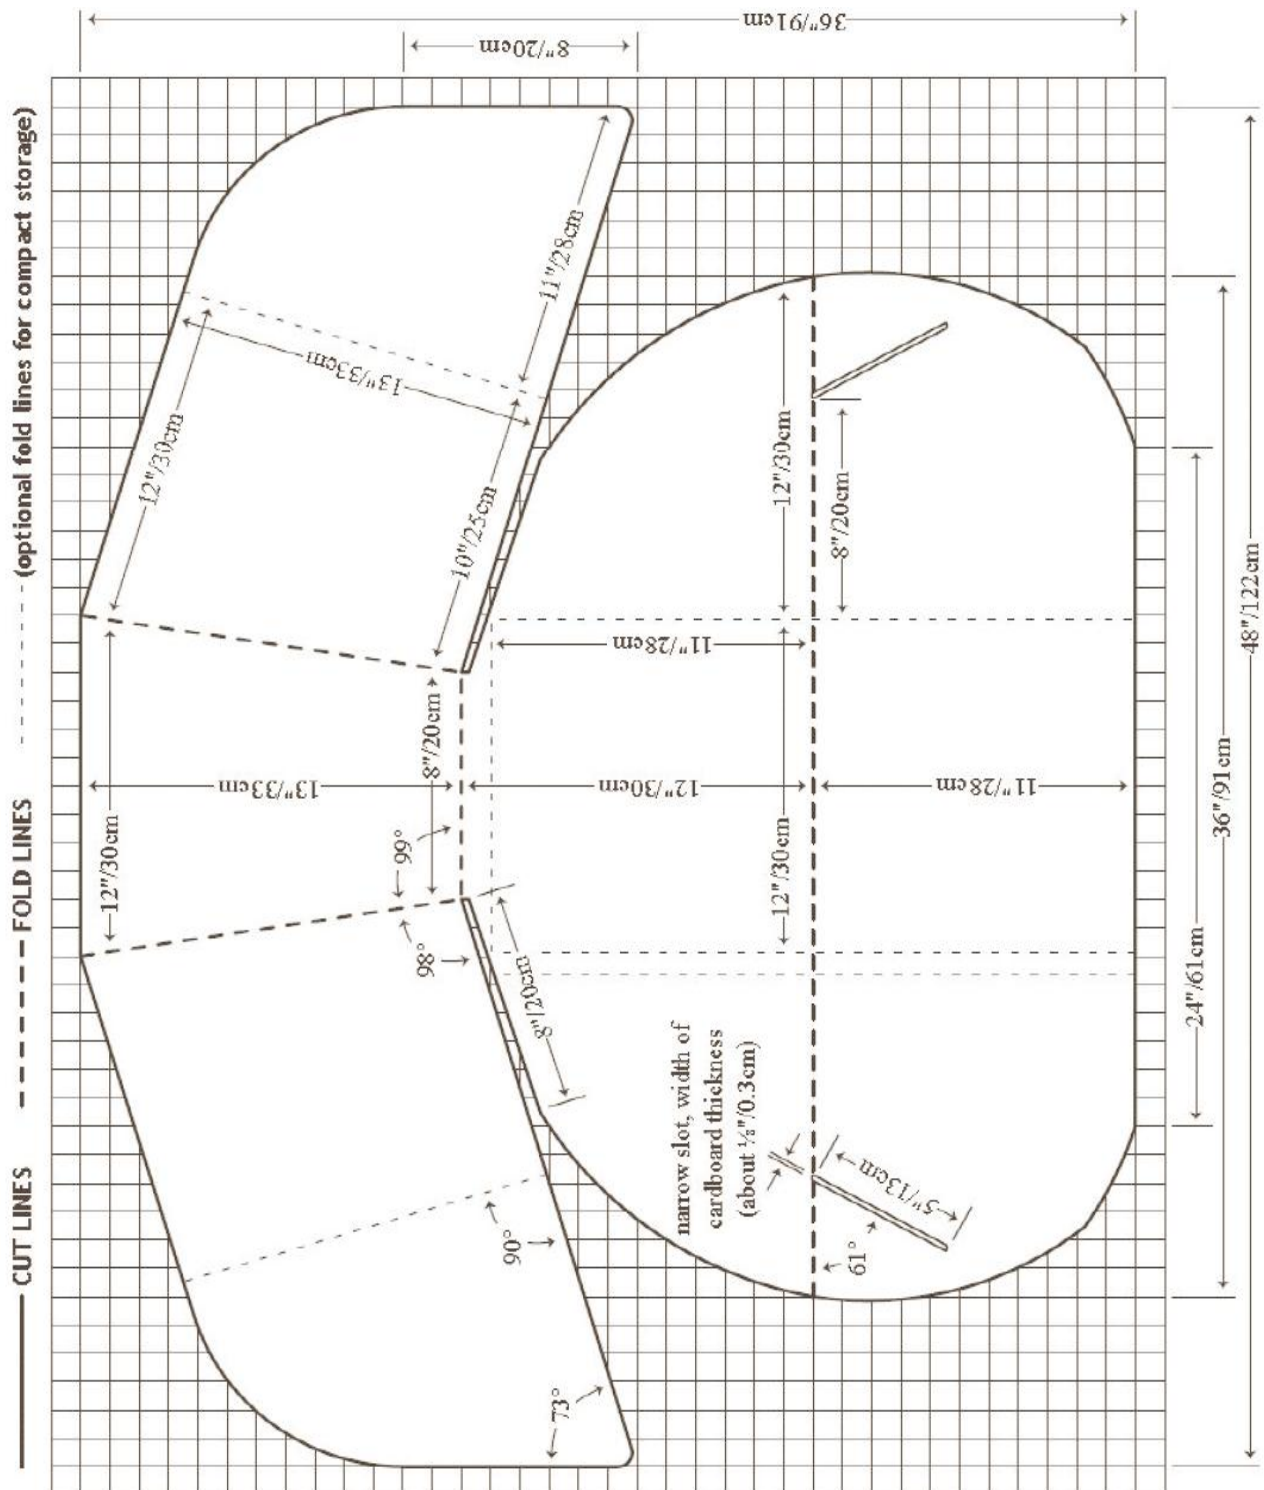 CUT LINES
FOLD LINES
(optional fold lines for compact storage)
36"/91cm
8"/20cm
12"/30cm
13"/33cm
11"/28cm
10"/25cm
12"/30cm
13"/33cm
8"/20cm
99°
98°
90°
73°
8"/20cm
12"/30cm
11"/28cm
12"/30cm
12"/30cm
8"/20cm
11"/28cm
narrow slot, width of
cardboard thickness
(about ⅛"/0.3cm)
61°
5"/13cm
24"/61cm
36"/91cm
48"/122cm